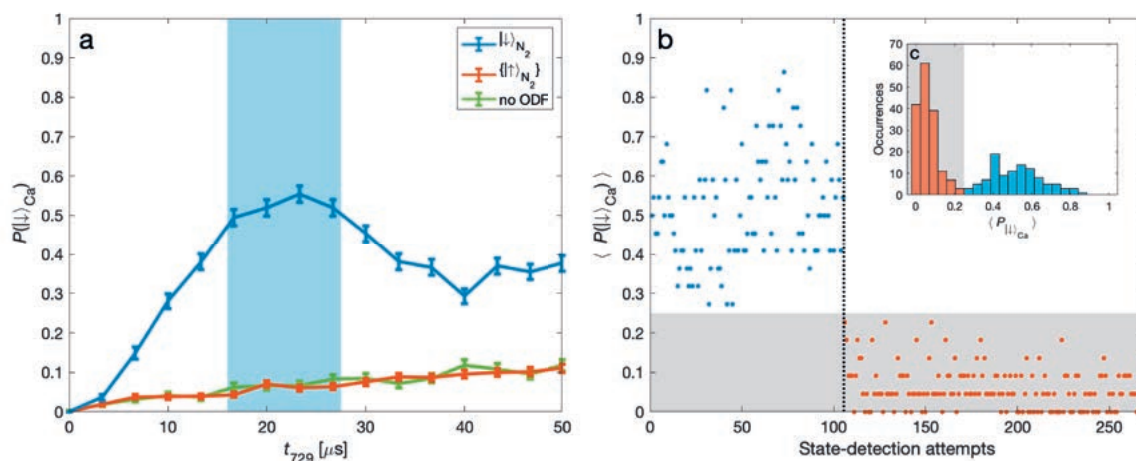 a
|↓⟩N₂
{|↑⟩N₂}
no ODF
P(|↓⟩Ca)
1
0.9
0.8
0.7
0.6
0.5
0.4
0.3
0.2
0.1
0
0 10 20 30 40 50
t₇₂₉ [μs]
b
⟨ P(|↓⟩Ca) ⟩
1
0.9
0.8
0.7
0.6
0.5
0.4
0.3
0.2
0.1
0
0 50 100 150 200 250
State-detection attempts
c
Occurrences
70
60
50
40
30
20
10
0
0 0.2 0.4 0.6 0.8 1
⟨ P|↓⟩Ca ⟩